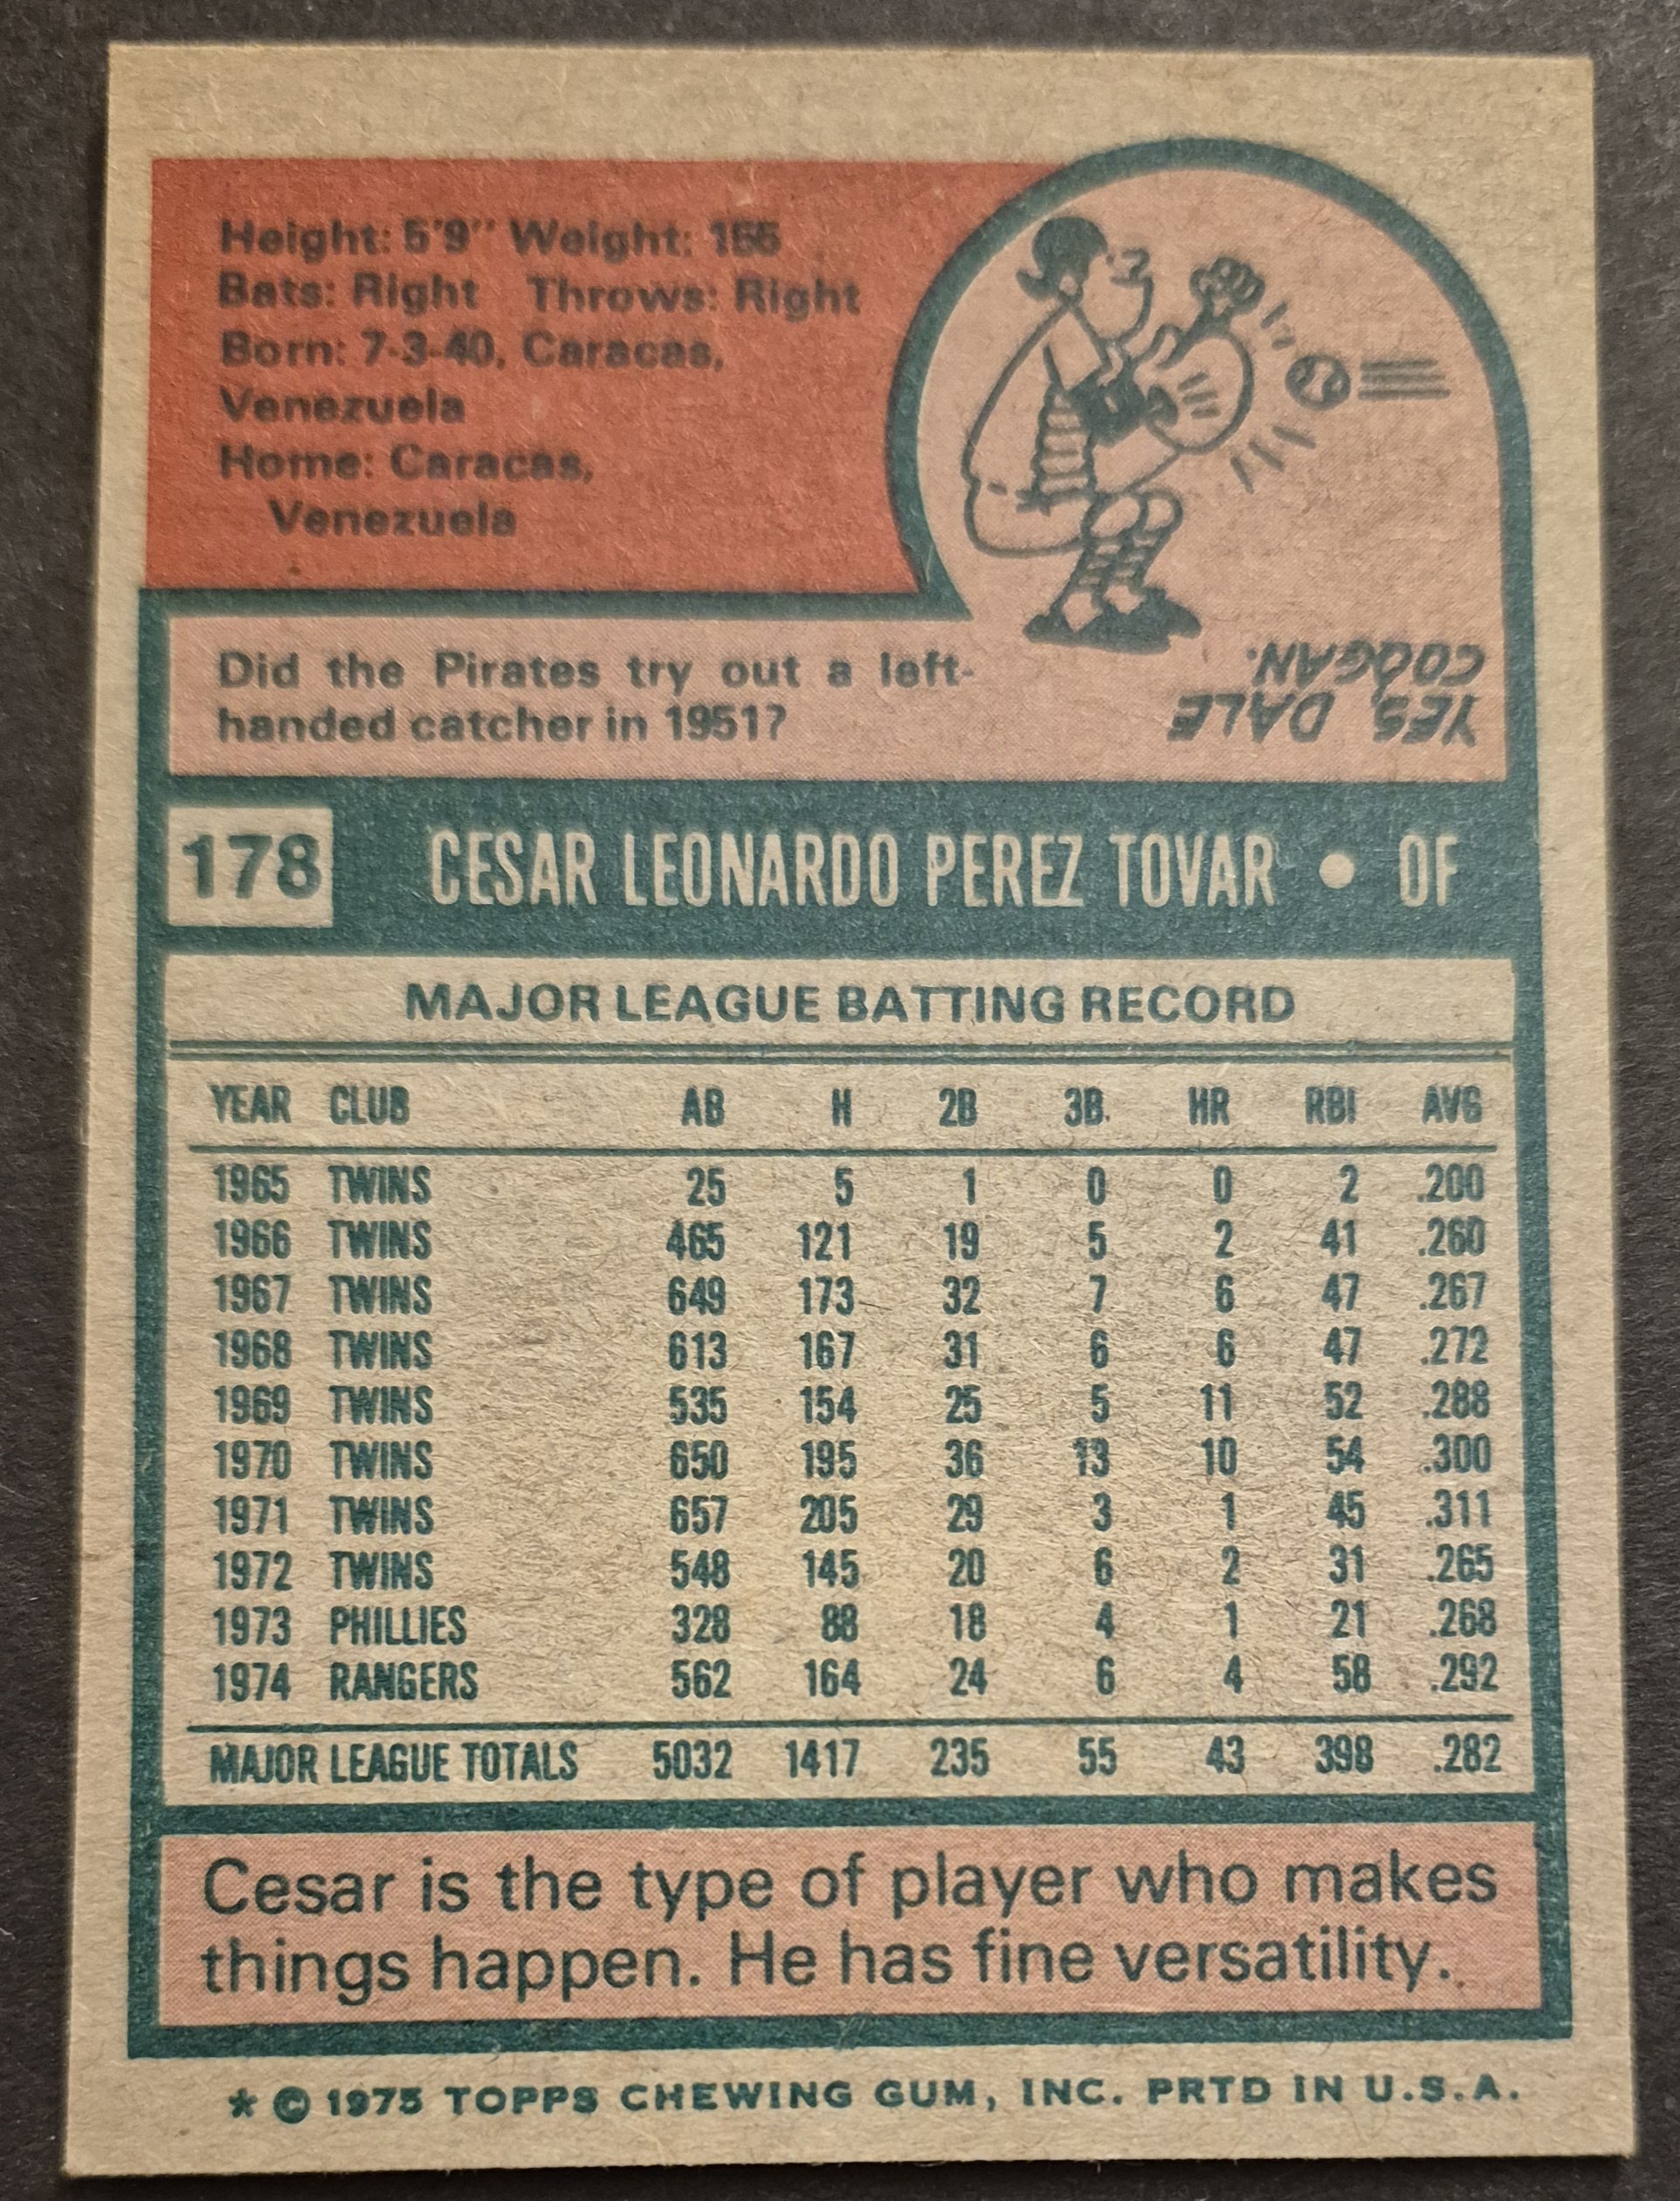 Height: 5'9" Weight: 155
Bats: Right Throws: Right
Born: 7-3-40, Caracas,
Venezuela
Home: Caracas,
Venezuela
Did the Pirates try out a left-
handed catcher in 1951?
YES, DALE
COOGAN.
178 CESAR LEONARDO PEREZ TOVAR • OF
MAJOR LEAGUE BATTING RECORD
YEAR CLUB AB H 2B 3B. HR RBI AVG
1965 TWINS 25 5 1 0 0 2 .200
1966 TWINS 465 121 19 5 2 41 .260
1967 TWINS 649 173 32 7 6 47 .267
1968 TWINS 613 167 31 6 6 47 .272
1969 TWINS 535 154 25 5 11 52 .288
1970 TWINS 650 195 36 13 10 54 .300
1971 TWINS 657 205 29 3 1 45 .311
1972 TWINS 548 145 20 6 2 31 .265
1973 PHILLIES 328 88 18 4 1 21 .268
1974 RANGERS 562 164 24 6 4 58 .292
MAJOR LEAGUE TOTALS 5032 1417 235 55 43 398 .282
Cesar is the type of player who makes
things happen. He has fine versatility.
* © 1975 TOPPS CHEWING GUM, INC. PRTD IN U.S.A.